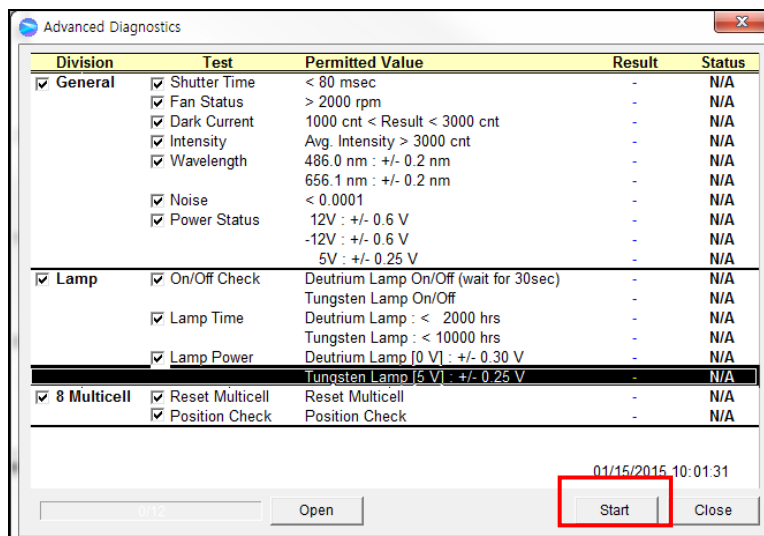 Advanced Diagnostics
Division Test Permitted Value Result Status
General Shutter Time < 80 msec - N/A
Fan Status > 2000 rpm - N/A
Dark Current 1000 cnt < Result < 3000 cnt - N/A
Intensity Avg. Intensity > 3000 cnt - N/A
Wavelength 486.0 nm : +/- 0.2 nm - N/A
656.1 nm : +/- 0.2 nm - N/A
Noise < 0.0001 - N/A
Power Status 12V : +/- 0.6 V - N/A
-12V : +/- 0.6 V - N/A
5V : +/- 0.25 V - N/A
Lamp On/Off Check Deutrium Lamp On/Off (wait for 30sec) - N/A
Tungsten Lamp On/Off - N/A
Lamp Time Deutrium Lamp : < 2000 hrs - N/A
Tungsten Lamp : < 10000 hrs - N/A
Lamp Power Deutrium Lamp [0 V] : +/- 0.30 V - N/A
Tungsten Lamp [5 V] : +/- 0.25 V - N/A
8 Multicell Reset Multicell Reset Multicell - N/A
Position Check Position Check - N/A
01/15/2015 10:01:31
0/12 Open Start Close